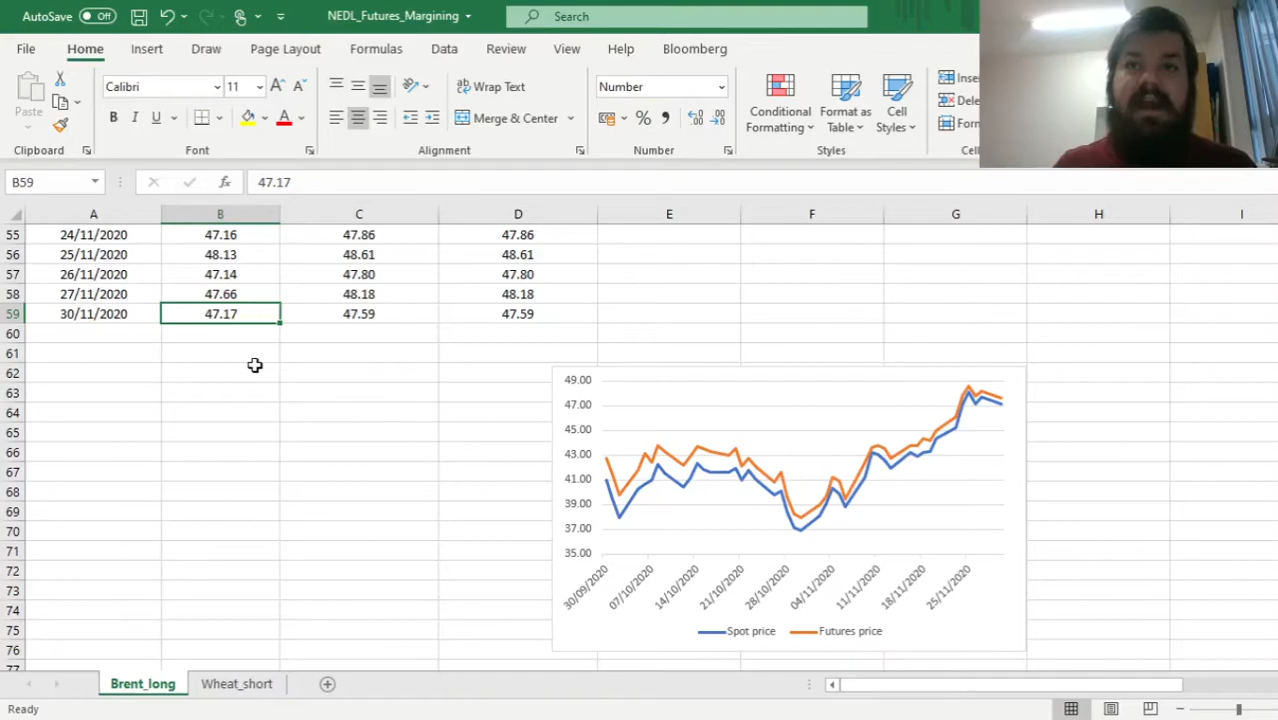 AutoSave Off NEDL_Futures_Margining Search
File Home Insert Draw Page Layout Formulas Data Review View Help Bloomberg
Paste Calibri 11 A A Wrap Text Number Conditional Formatting Format as Table Cell Styles Inse
B I U A Merge & Center % Dele
Form
Clipboard Font Alignment Number Styles Cel
B59 fx 47.17
A B C D E F G H I
55 24/11/2020 47.16 47.86 47.86
56 25/11/2020 48.13 48.61 48.61
57 26/11/2020 47.14 47.80 47.80
58 27/11/2020 47.66 48.18 48.18
59 30/11/2020 47.17 47.59 47.59
60
61
62
63
64
65
66
67
68
69
70
71
72
73
74
75
76
77
49.00
47.00
45.00
43.00
41.00
39.00
37.00
35.00
30/09/2020 07/10/2020 14/10/2020 21/10/2020 28/10/2020 04/11/2020 11/11/2020 18/11/2020 25/11/2020
Spot price Futures price
Brent_long Wheat_short
Ready